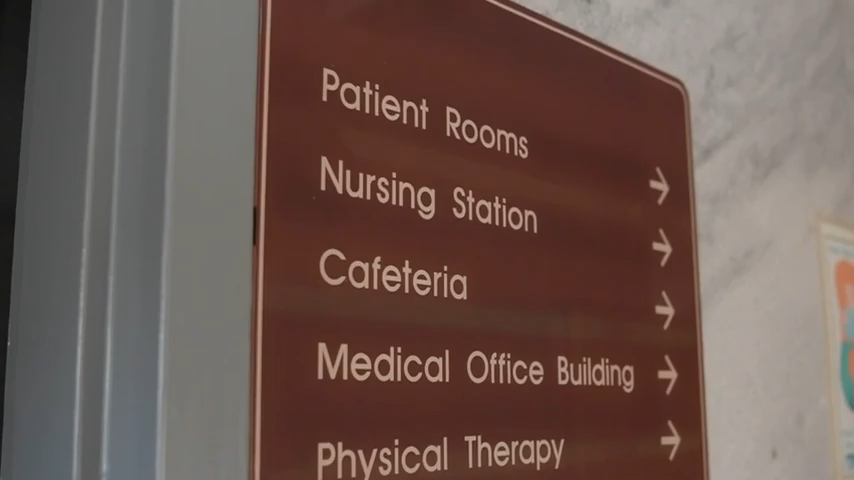 Patient Rooms →
Nursing Station →
Cafeteria →
Medical Office Building →
Physical Therapy →